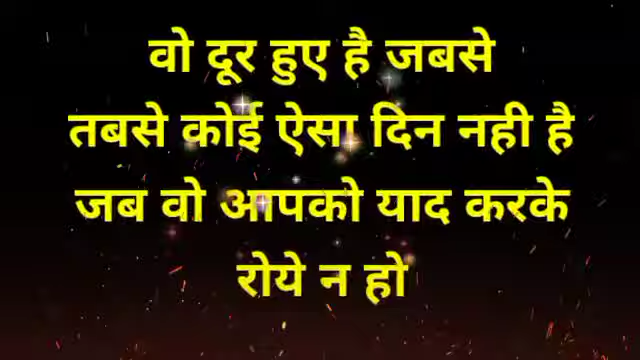 वो दूर हुए है जबसे
तबसे कोई ऐसा दिन नही है
जब वो आपको याद करके
रोये न हो